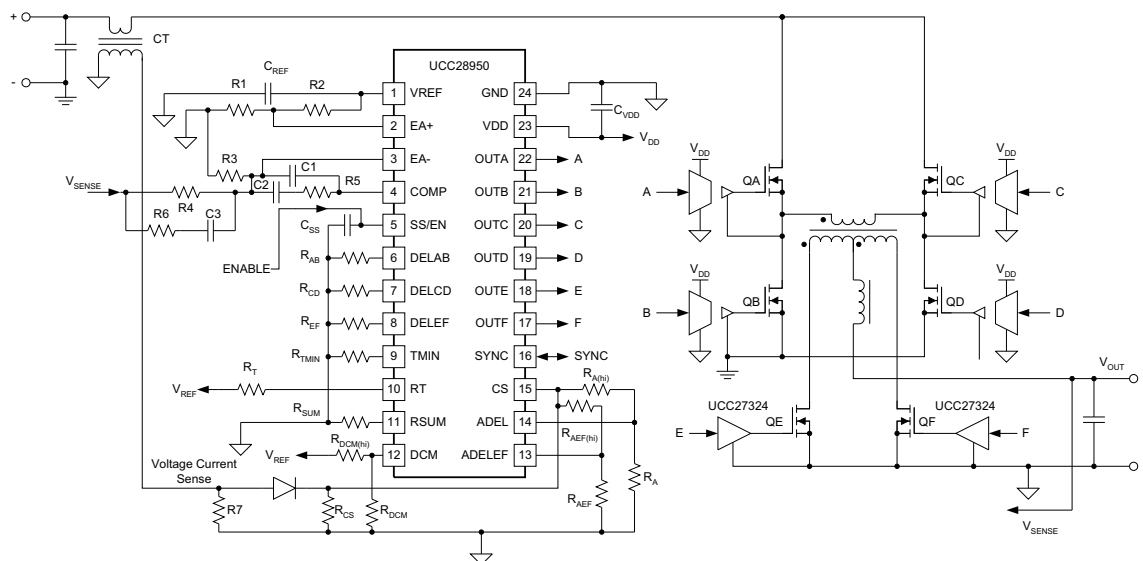 +
CT
-
UCC28950
CREF
R1
R2
1 VREF
GND 24
CVDD
2 EA+
VDD 23
VDD
R3
3 EA-
OUTA 22
A
C1
VSENSE
R4
C2
R5
4 COMP
OUTB 21
B
R6
C3
CSS
5 SS/EN
OUTC 20
C
ENABLE
RAB
6 DELAB
OUTD 19
D
RCD
7 DELCD
OUTE 18
E
REF
8 DELEF
OUTF 17
F
RTMIN
9 TMIN
SYNC 16
SYNC
RT
VREF
10 RT
CS 15
RA(hi)
RSUM
11 RSUM
ADEL 14
RAEF(hi)
RDCM(hi)
VREF
12 DCM
ADELEF 13
Voltage Current
Sense
R7
RCS
RDCM
RAEF
RA
VDD
QA
QC
VDD
A
C
VDD
QB
QD
VDD
B
D
VOUT
UCC27324
UCC27324
E
QE
QF
F
VSENSE